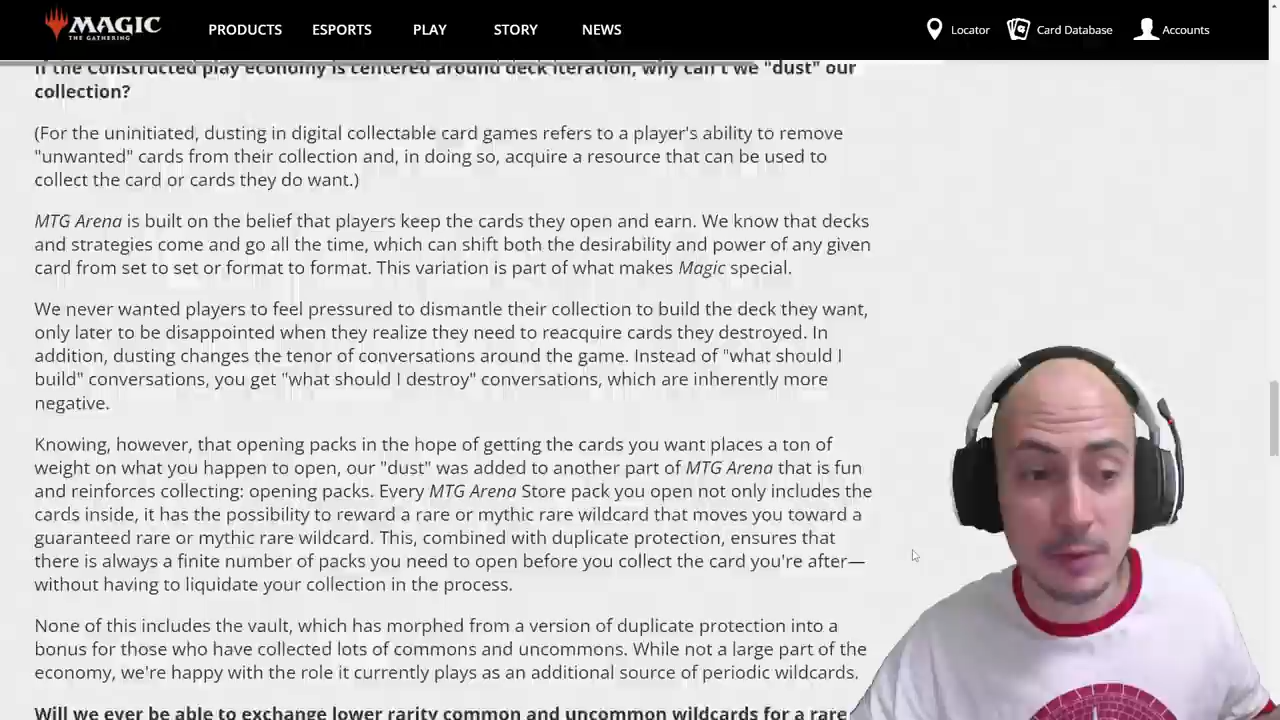 MAGIC
THE GATHERING
PRODUCTS
ESPORTS
PLAY
STORY
NEWS
Locator
Card Database
Accounts
If the Constructed play economy is centered around deck iteration, why can't we "dust" our
collection?
(For the uninitiated, dusting in digital collectable card games refers to a player's ability to remove
"unwanted" cards from their collection and, in doing so, acquire a resource that can be used to
collect the card or cards they do want.)
MTG Arena is built on the belief that players keep the cards they open and earn. We know that decks
and strategies come and go all the time, which can shift both the desirability and power of any given
card from set to set or format to format. This variation is part of what makes Magic special.
We never wanted players to feel pressured to dismantle their collection to build the deck they want,
only later to be disappointed when they realize they need to reacquire cards they destroyed. In
addition, dusting changes the tenor of conversations around the game. Instead of "what should I
build" conversations, you get "what should I destroy" conversations, which are inherently more
negative.
Knowing, however, that opening packs in the hope of getting the cards you want places a ton of
weight on what you happen to open, our "dust" was added to another part of MTG Arena that is fun
and reinforces collecting: opening packs. Every MTG Arena Store pack you open not only includes the
cards inside, it has the possibility to reward a rare or mythic rare wildcard that moves you toward a
guaranteed rare or mythic rare wildcard. This, combined with duplicate protection, ensures that
there is always a finite number of packs you need to open before you collect the card you're after—
without having to liquidate your collection in the process.
None of this includes the vault, which has morphed from a version of duplicate protection into a
bonus for those who have collected lots of commons and uncommons. While not a large part of the
economy, we're happy with the role it currently plays as an additional source of periodic wildcards.
Will we ever be able to exchange lower rarity common and uncommon wildcards for a rare